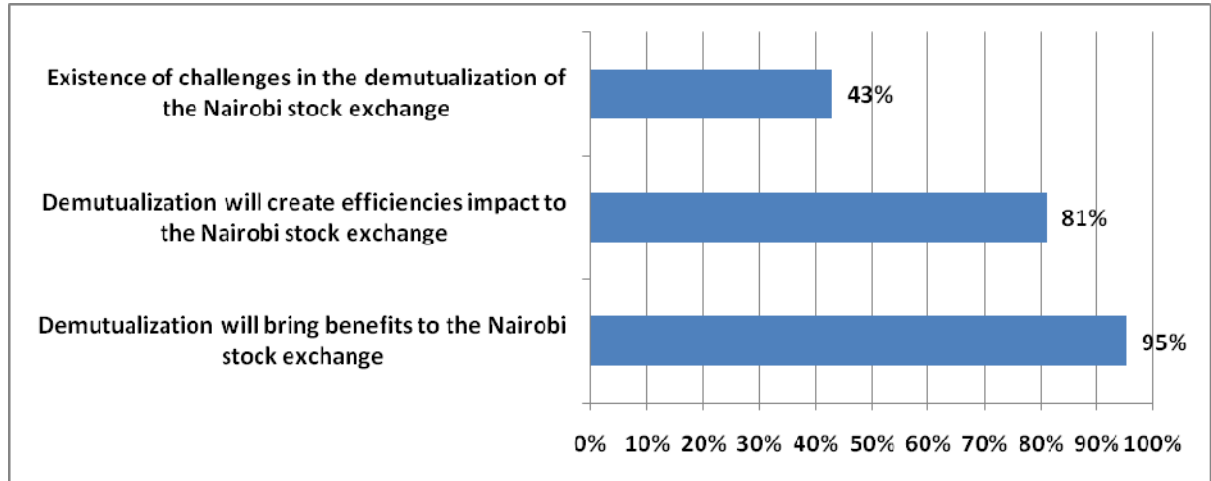 Existence of challenges in the demutualization of
the Nairobi stock exchange
43%
Demutualization will create efficiencies impact to
the Nairobi stock exchange
81%
Demutualization will bring benefits to the Nairobi
stock exchange
95%
0% 10% 20% 30% 40% 50% 60% 70% 80% 90% 100%